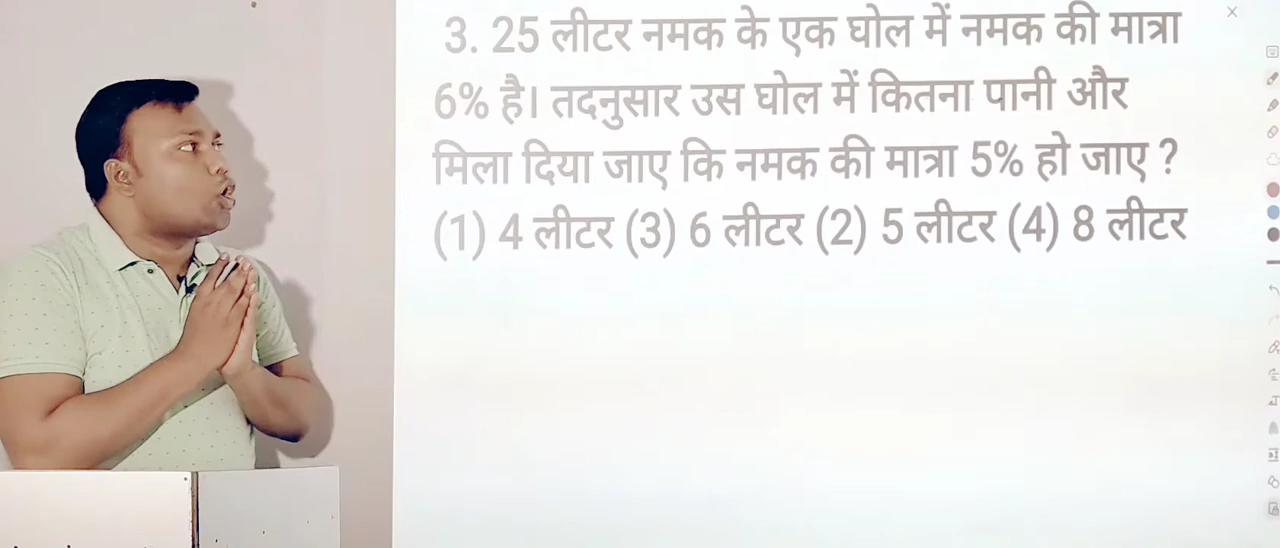 3. 25 लीटर नमक के एक घोल में नमक की मात्रा
6% है। तदनुसार उस घोल में कितना पानी और
मिला दिया जाए कि नमक की मात्रा 5% हो जाए ?
(1) 4 लीटर (3) 6 लीटर (2) 5 लीटर (4) 8 लीटर